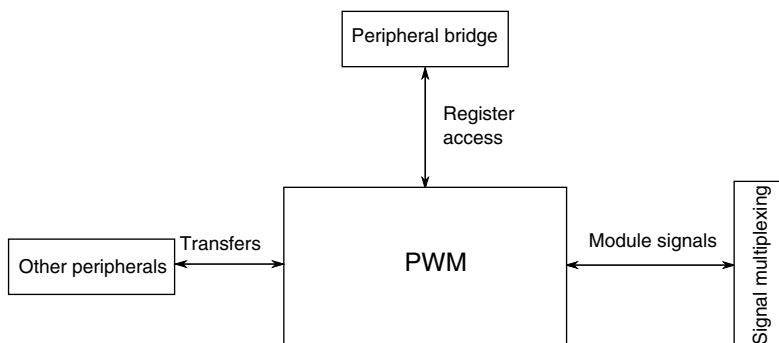 Peripheral bridge
Register
access
Transfers
Other peripherals
PWM
Module signals
Signal multiplexing